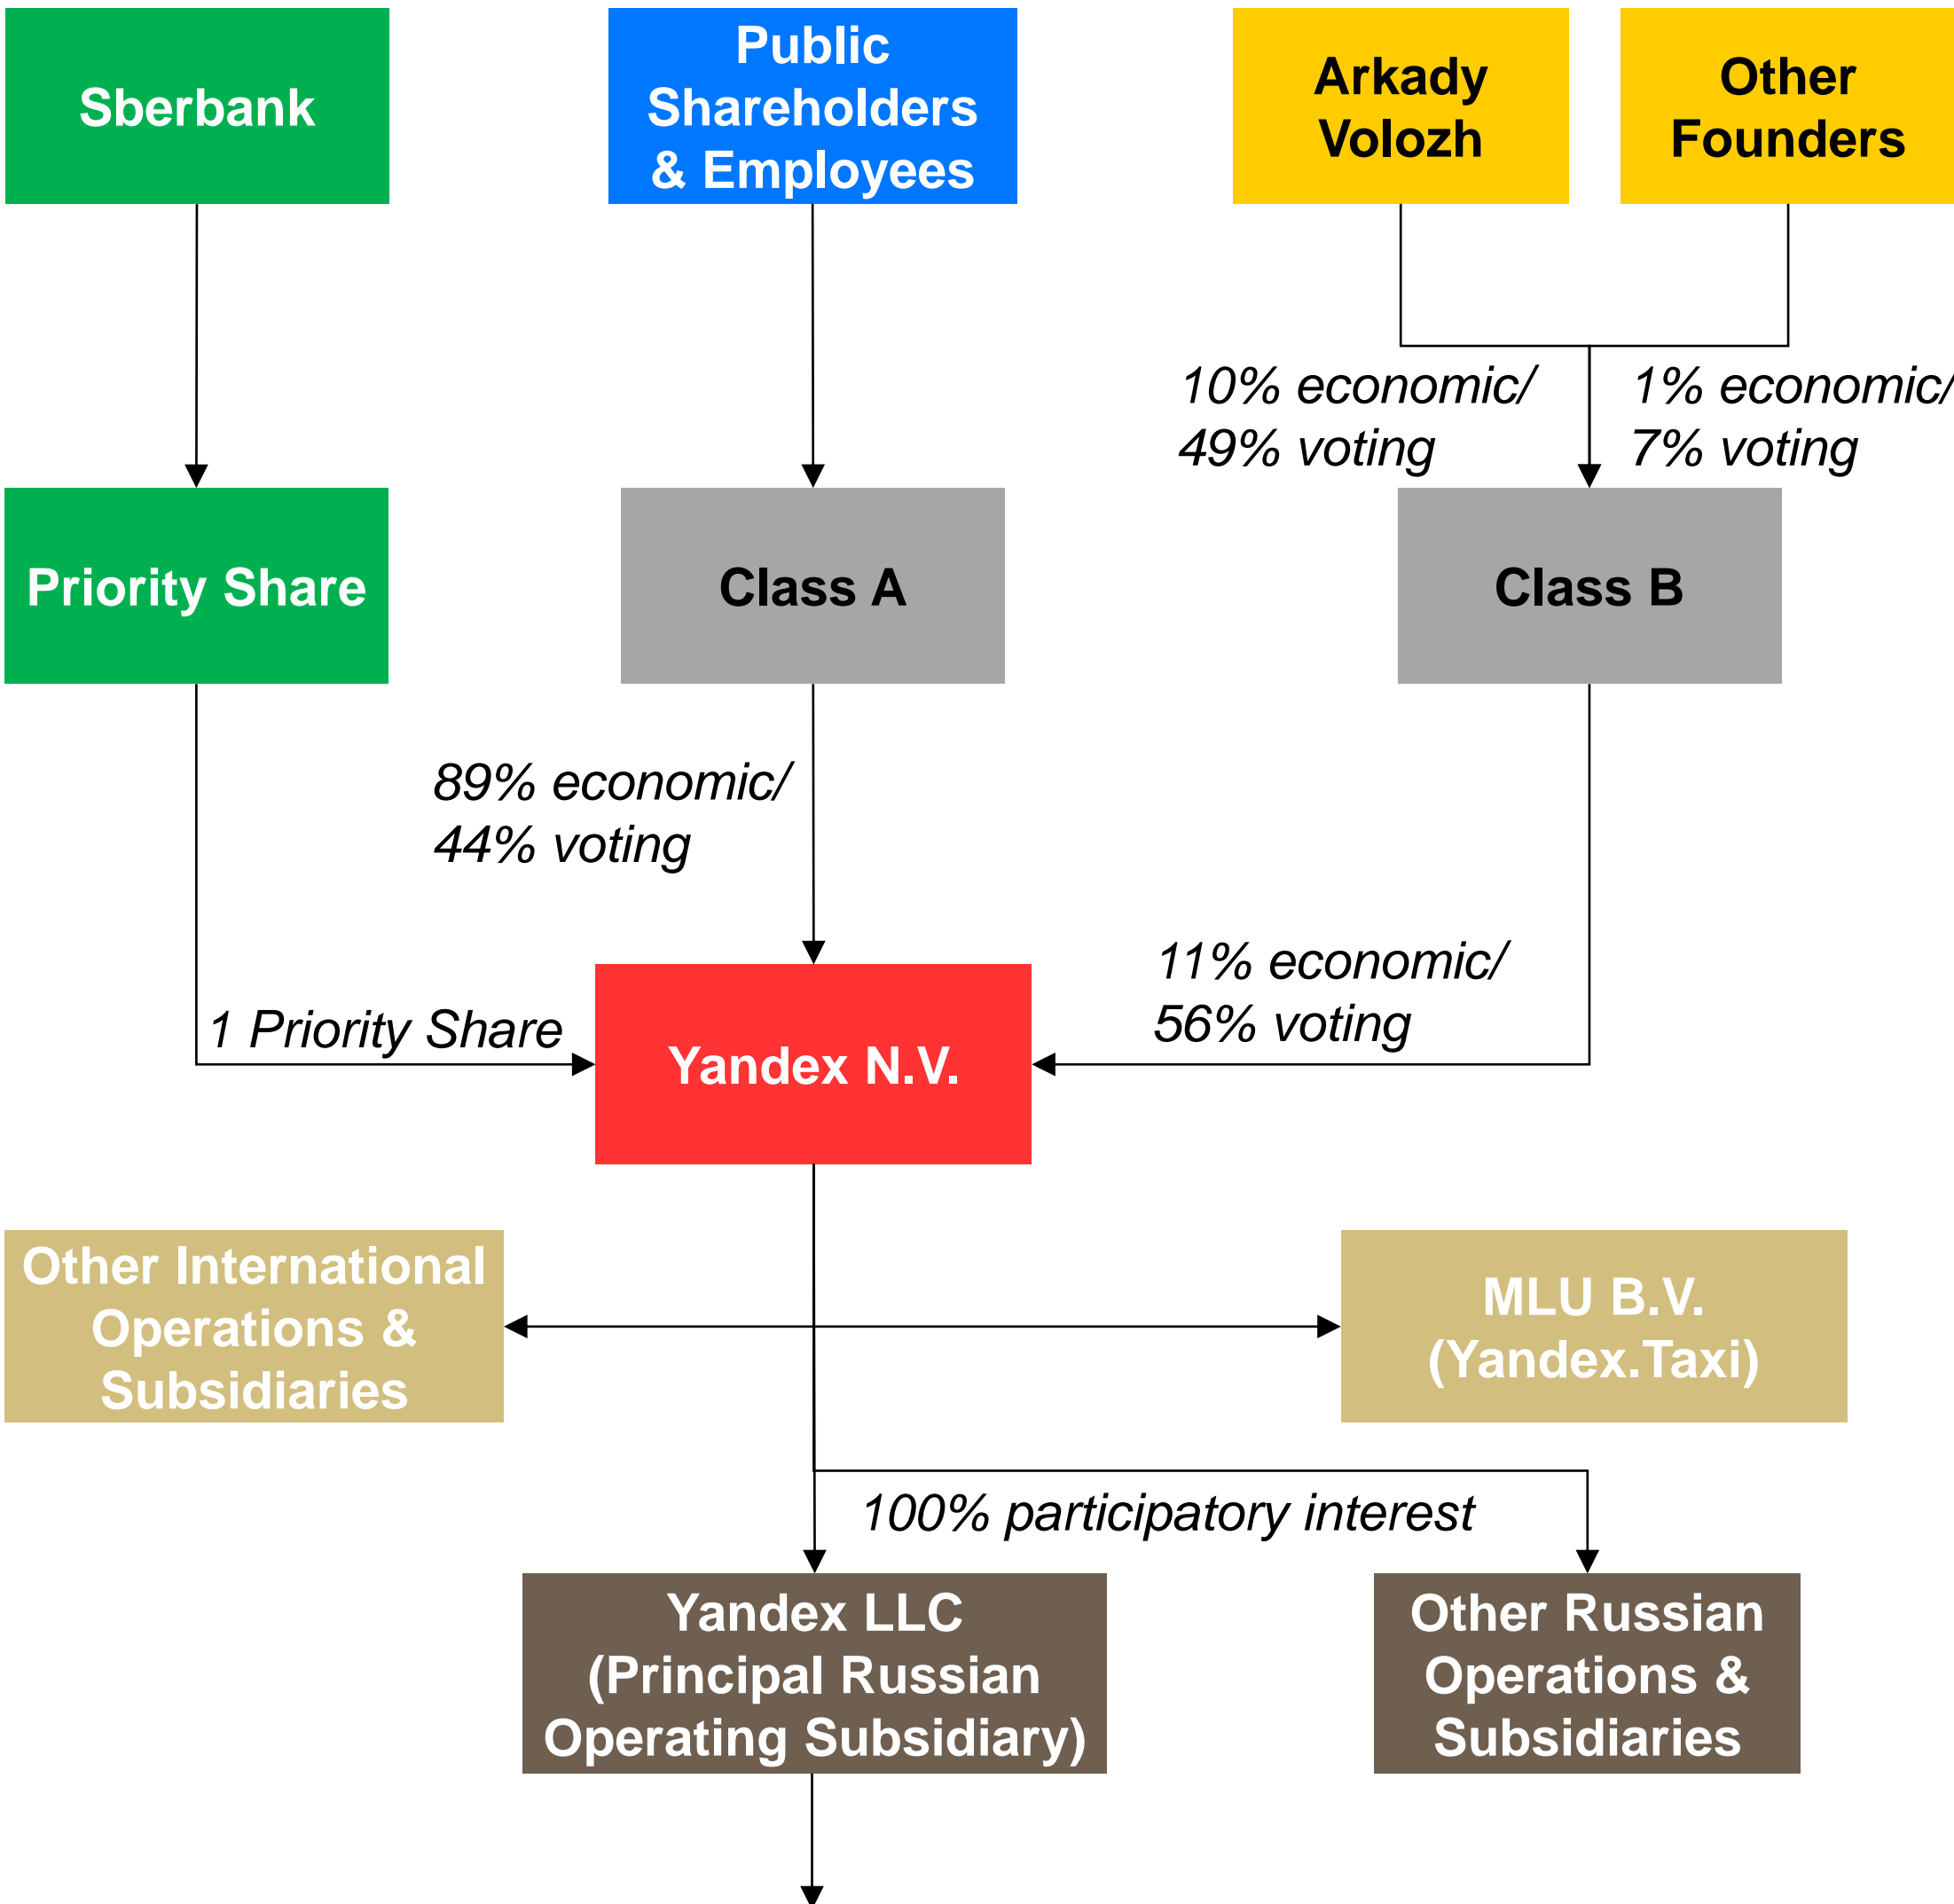 Sberbank
Public
Shareholders
& Employees
Arkady
Volozh
Other
Founders
10% economic/
49% voting
1% economic/
7% voting
Priority Share
Class A
Class B
89% economic/
44% voting
11% economic/
56% voting
1 Priority Share
Yandex N.V.
Other International
Operations &
Subsidiaries
MLU B.V.
(Yandex.Taxi)
100% participatory interest
Yandex LLC
(Principal Russian
Operating Subsidiary)
Other Russian
Operations &
Subsidiaries